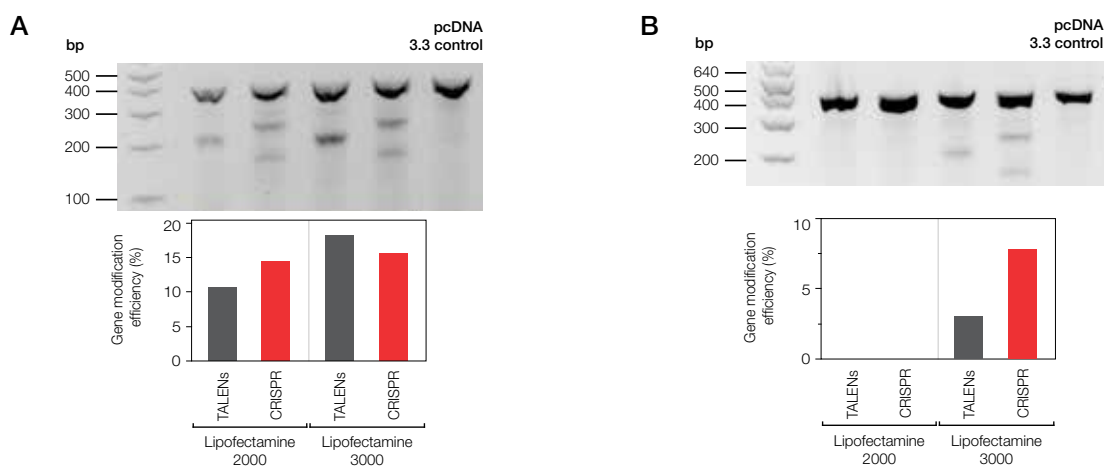 A
bp
pcDNA
3.3 control
500
400
300
200
100
Gene modification
efficiency (%)
20
15
10
5
0
TALENs
CRISPR
TALENs
CRISPR
Lipofectamine
2000
Lipofectamine
3000
B
bp
pcDNA
3.3 control
640
500
400
300
200
Gene modification
efficiency (%)
10
5
0
TALENs
CRISPR
TALENs
CRISPR
Lipofectamine
2000
Lipofectamine
3000